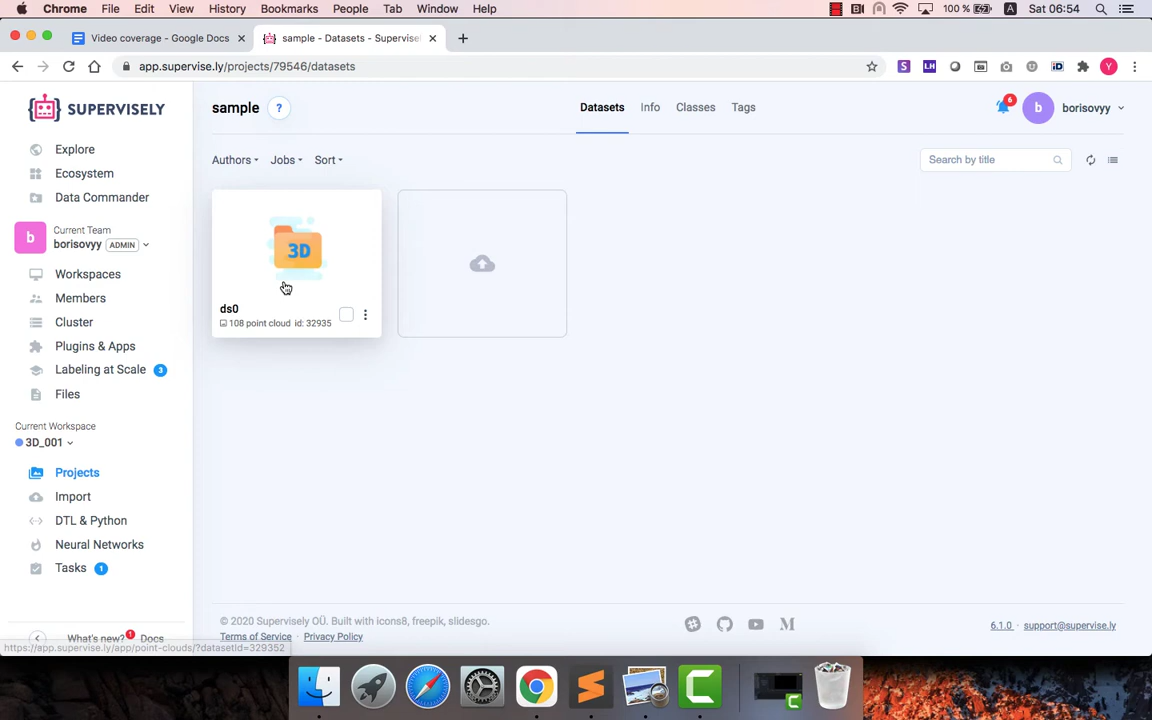 Chrome File Edit View History Bookmarks People Tab Window Help 100 % A Sat 06:54
Video coverage - Google Docs sample - Datasets - Supervise
app.supervise.ly/projects/79546/datasets
S LH iD Y
SUPERVISELY
Explore
Ecosystem
Data Commander
b
Current Team
borisovyy ADMIN
Workspaces
Members
Cluster
Plugins & Apps
Labeling at Scale 3
Files
Current Workspace
3D_001
Projects
Import
DTL & Python
Neural Networks
Tasks 1
What's new? 1 Docs
https://app.supervise.ly/app/point-clouds/?datasetId=329352
sample ?
Datasets Info Classes Tags
6 b borisovyy
Authors Jobs Sort
Search by title
3D
ds0
108 point cloud id: 32935
© 2020 Supervisely OÜ. Built with icons8, freepik, slidesgo.
Terms of Service · Privacy Policy
M
6.1.0 · support@supervise.ly